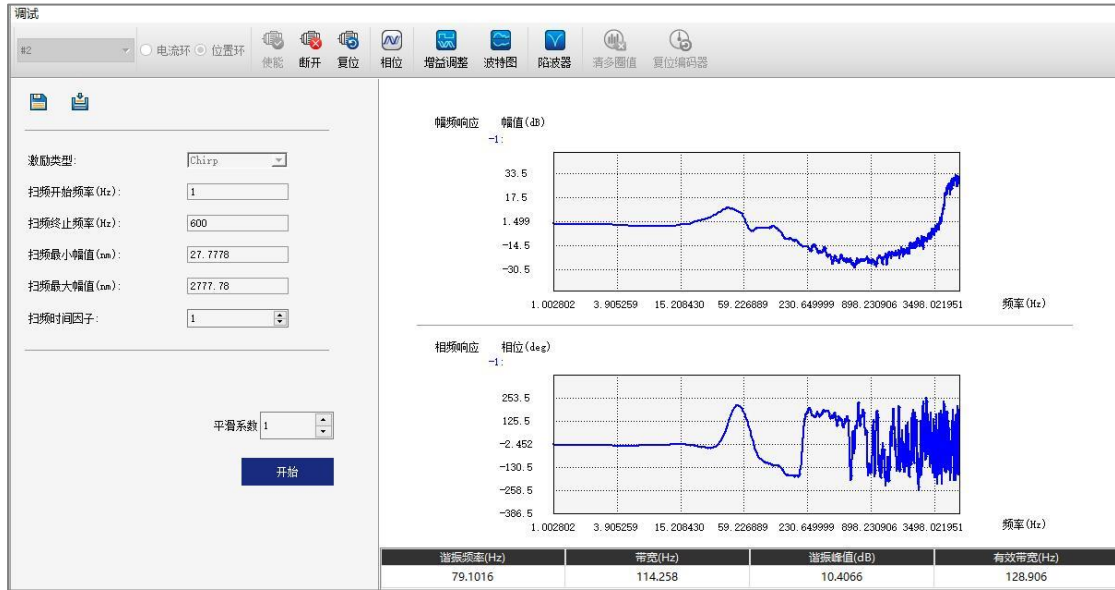 调试
#2 电流环 位置环 使能 断开 复位 相位 增益调整 波特图 陷波器 清多圈值 复位编码器
激励类型: Chirp
扫频开始频率(Hz): 1
扫频终止频率(Hz): 600
扫频最小幅值(nm): 27.7778
扫频最大幅值(nm): 2777.78
扫频时间因子: 1
平滑系数 1
开始
幅频响应 幅值(dB)
-1:
33.5
17.5
1.499
-14.5
-30.5
1.002802 3.905259 15.208430 59.226889 230.649999 898.230906 3498.021951 频率(Hz)
相频响应 相位(deg)
-1:
253.5
125.5
-2.452
-130.5
-258.5
-386.5
1.002802 3.905259 15.208430 59.226889 230.649999 898.230906 3498.021951 频率(Hz)
谐振频率(Hz) 带宽(Hz) 谐振峰值(dB) 有效带宽(Hz)
79.1016 114.258 10.4066 128.906